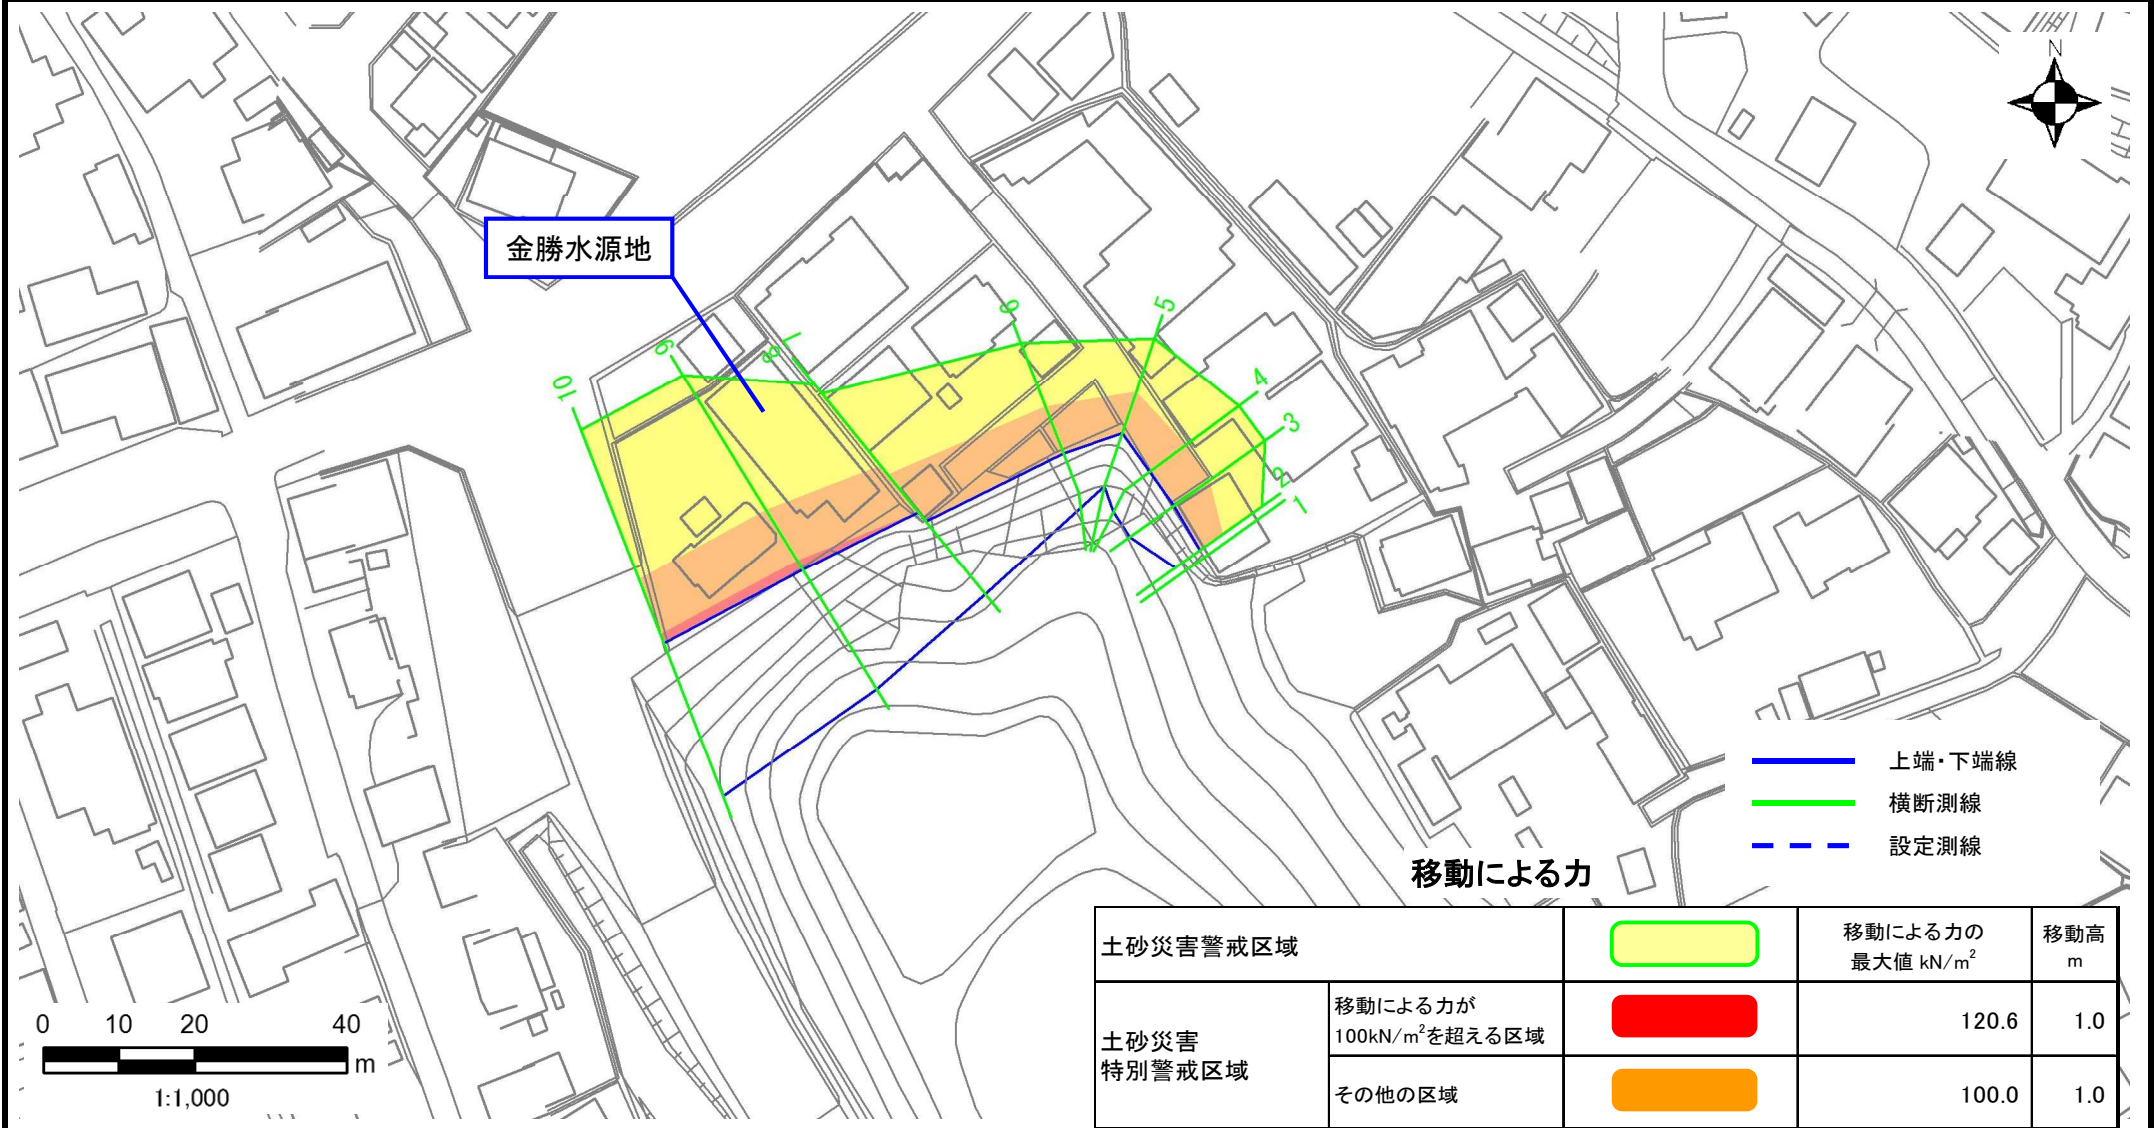 N
金勝水源地
10
9
8
7
6
5
4
3
2
1
上端・下端線
横断測線
設定測線
移動による力
土砂災害警戒区域
移動による力の
最大値 kN/m²
移動高
m
土砂災害
特別警戒区域
移動による力が
100kN/m²を超える区域
120.6
1.0
その他の区域
100.0
1.0
0 10 20 40
m
1:1,000